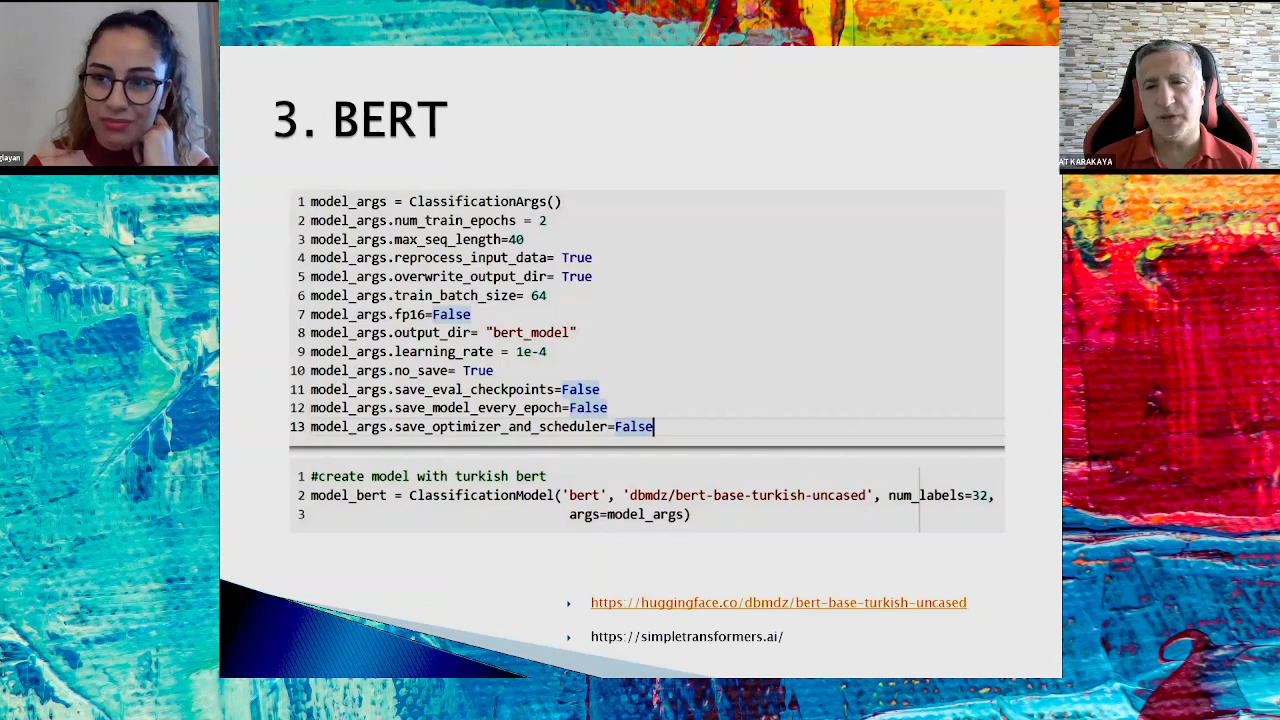 3. BERT
glayan
AT KARAKAYA
1 model_args = ClassificationArgs()
2 model_args.num_train_epochs = 2
3 model_args.max_seq_length=40
4 model_args.reprocess_input_data= True
5 model_args.overwrite_output_dir= True
6 model_args.train_batch_size= 64
7 model_args.fp16=False
8 model_args.output_dir= "bert_model"
9 model_args.learning_rate = 1e-4
10 model_args.no_save= True
11 model_args.save_eval_checkpoints=False
12 model_args.save_model_every_epoch=False
13 model_args.save_optimizer_and_scheduler=False
1 #create model with turkish bert
2 model_bert = ClassificationModel('bert', 'dbmdz/bert-base-turkish-uncased', num_labels=32,
3 args=model_args)
https://huggingface.co/dbmdz/bert-base-turkish-uncased
https://simpletransformers.ai/